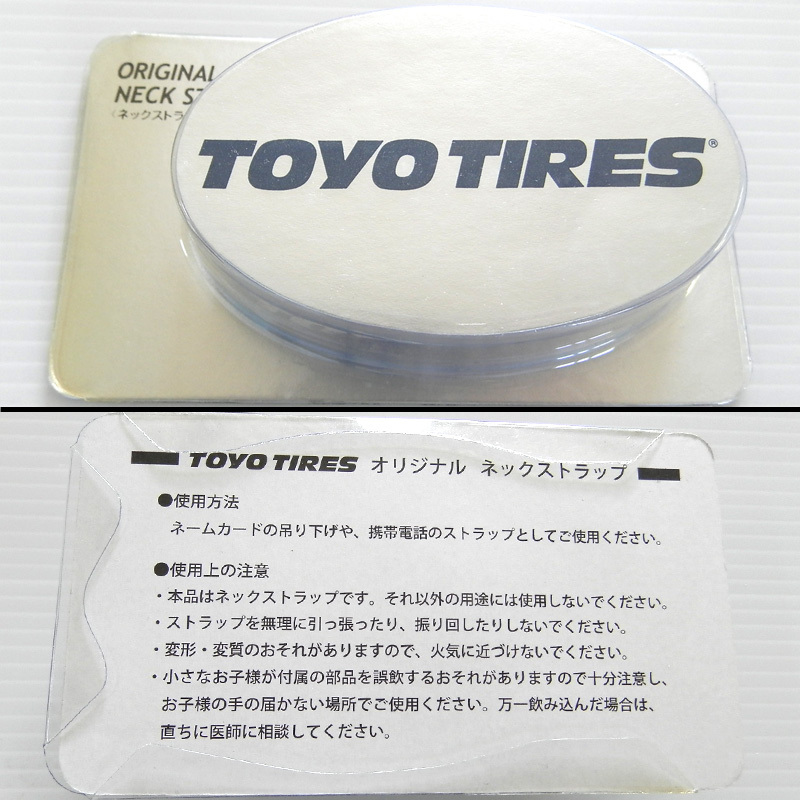 ORIGINAL
NECK
TOYO TIRES®
TOYO TIRES オリジナル ネックストラップ
●使用方法
ネームカードの吊り下げや、携帯電話のストラップとしてご使用ください。
●使用上の注意
・本品はネックストラップです。それ以外の用途には使用しないでください。
・ストラップを無理に引っ張ったり、振り回したりしないでください。
・変形・変質のおそれがありますので、火気に近づけないでください。
・小さなお子様が付属の部品を誤飲するおそれがありますので十分注意し、
お子様の手の届かない場所でご使用ください。万一飲み込んだ場合は、
直ちに医師に相談してください。